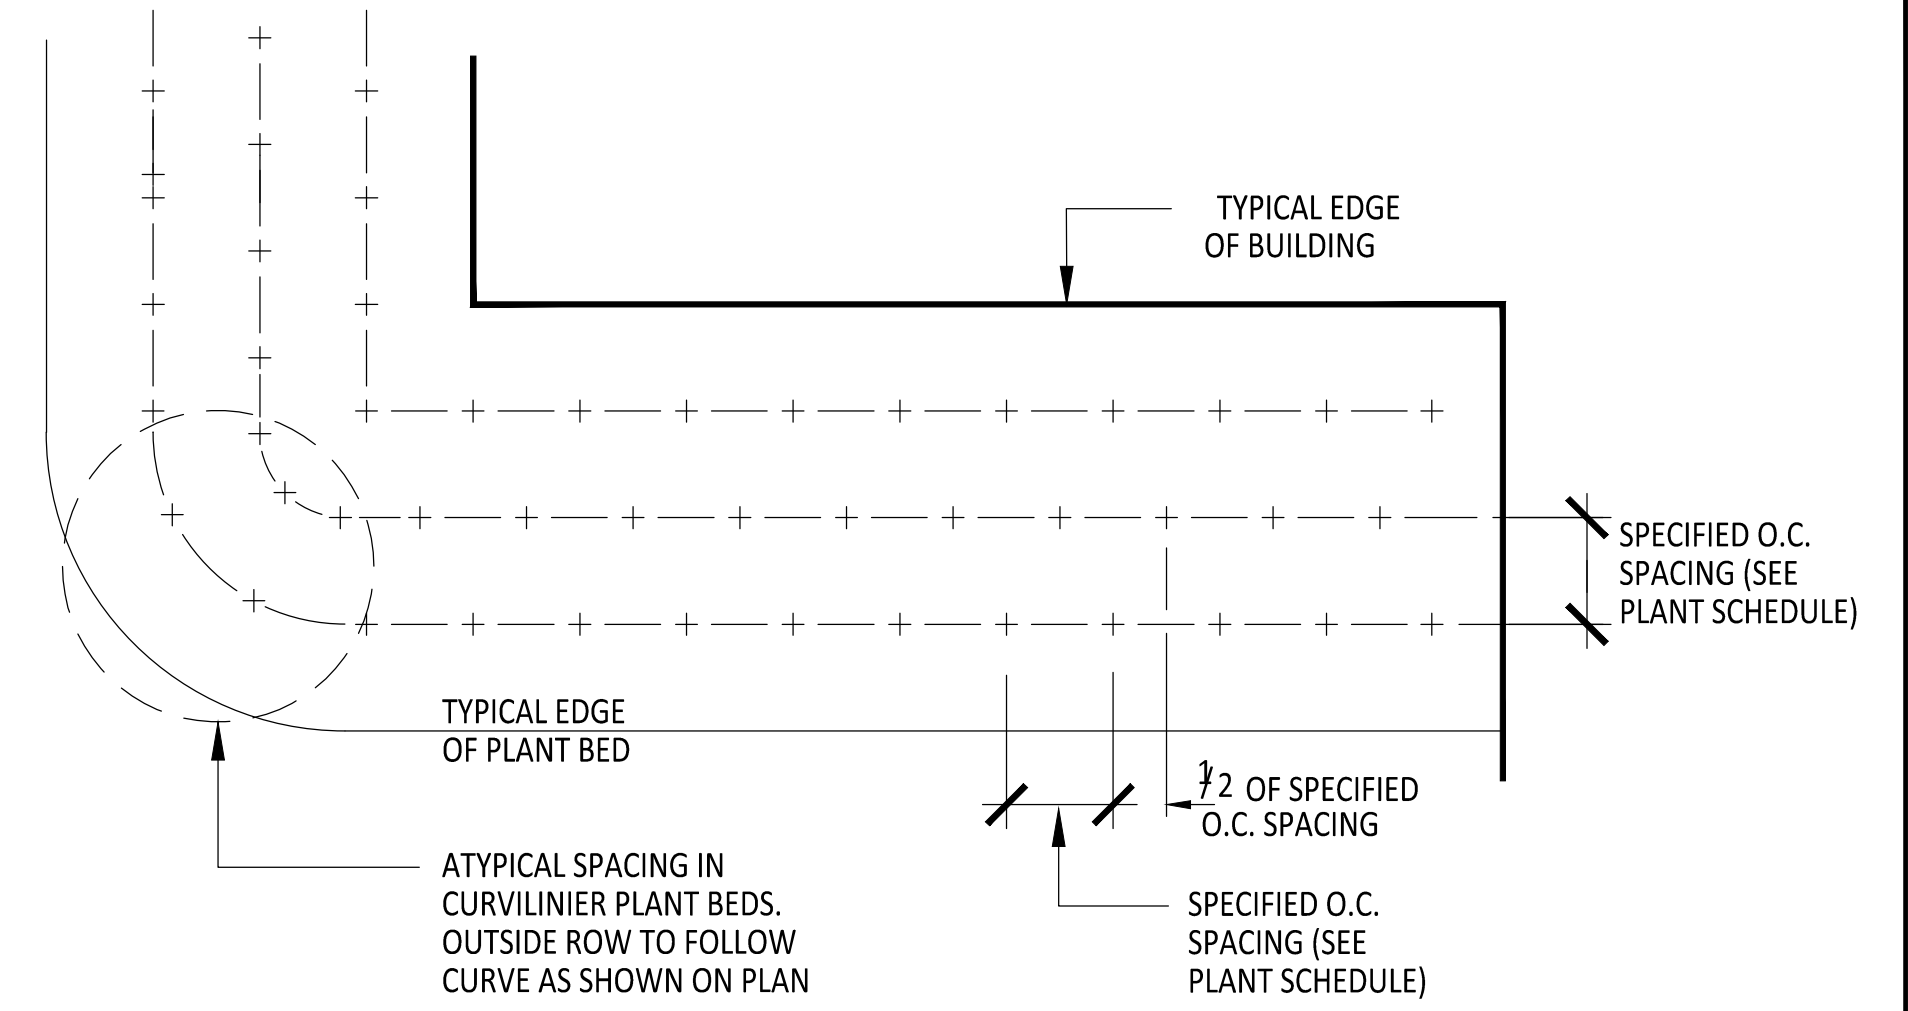 TYPICAL EDGE
OF BUILDING
SPECIFIED O.C.
SPACING (SEE
PLANT SCHEDULE)
TYPICAL EDGE
OF PLANT BED
1/2 OF SPECIFIED
O.C. SPACING
ATYPICAL SPACING IN
CURVILINIER PLANT BEDS.
OUTSIDE ROW TO FOLLOW
CURVE AS SHOWN ON PLAN
SPECIFIED O.C.
SPACING (SEE
PLANT SCHEDULE)